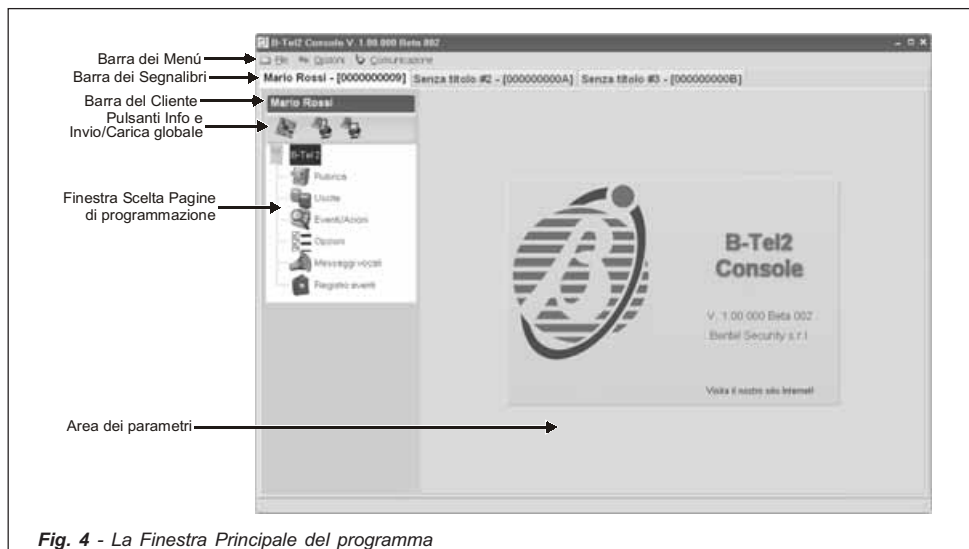 B-Tel2 Console V. 1.00 000 Beta 002
File Opzioni Comunicazione
Mario Rossi - [0000000009] Senza titolo #2 - [000000000A] Senza titolo #3 - [000000000B]
Mario Rossi
B-Tel 2
Rubrica
Uscite
Eventi/Azioni
Opzioni
Messaggi vocali
Registro eventi
B-Tel2
Console
V. 1.00 000 Beta 002
Bentel Security s.r.l.
Visita il nostro sito Internet!
Barra dei Menú
Barra dei Segnalibri
Barra del Cliente
Pulsanti Info e
Invio/Carica globale
Finestra Scelta Pagine
di programmazione
Area dei parametri
Fig. 4 - La Finestra Principale del programma